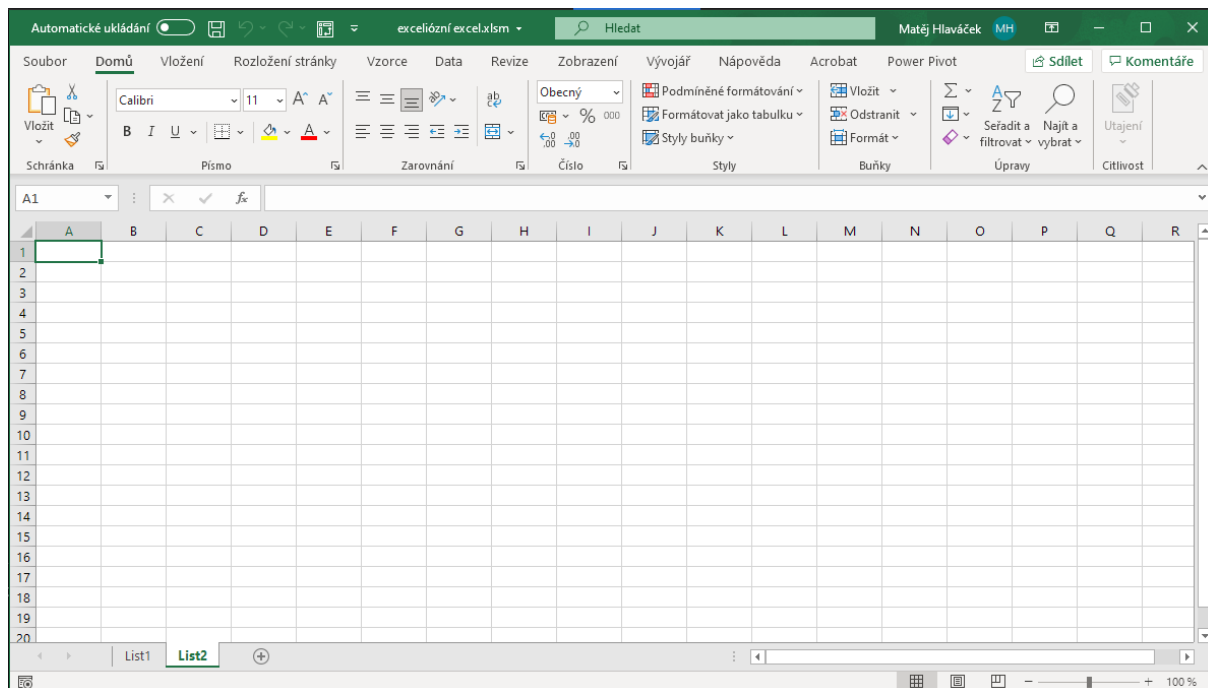 Automatické ukládání exceliózní excel.xlsm Hledat Matěj Hlaváček MH
Soubor Domů Vložení Rozložení stránky Vzorce Data Revize Zobrazení Vývojář Nápověda Acrobat Power Pivot Sdílet Komentáře
Vložit
Calibri 11
B I U A
ab
Obecný
% 000
Podmíněné formátování
Formátovat jako tabulku
Styly buňky
Vložit
Odstranit
Formát
Seřadit a
filtrovat
Najít a
vybrat
Utajení
Schránka Písmo Zarovnání Číslo Styly Buňky Úpravy Citlivost
A1 fx
A B C D E F G H I J K L M N O P Q R
1
2
3
4
5
6
7
8
9
10
11
12
13
14
15
16
17
18
19
20
List1 List2
100 %